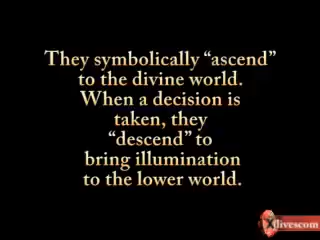 They symbolically “ascend”
to the divine world.
When a decision is
taken, they
“descend” to
bring illumination
to the lower world.
livescom